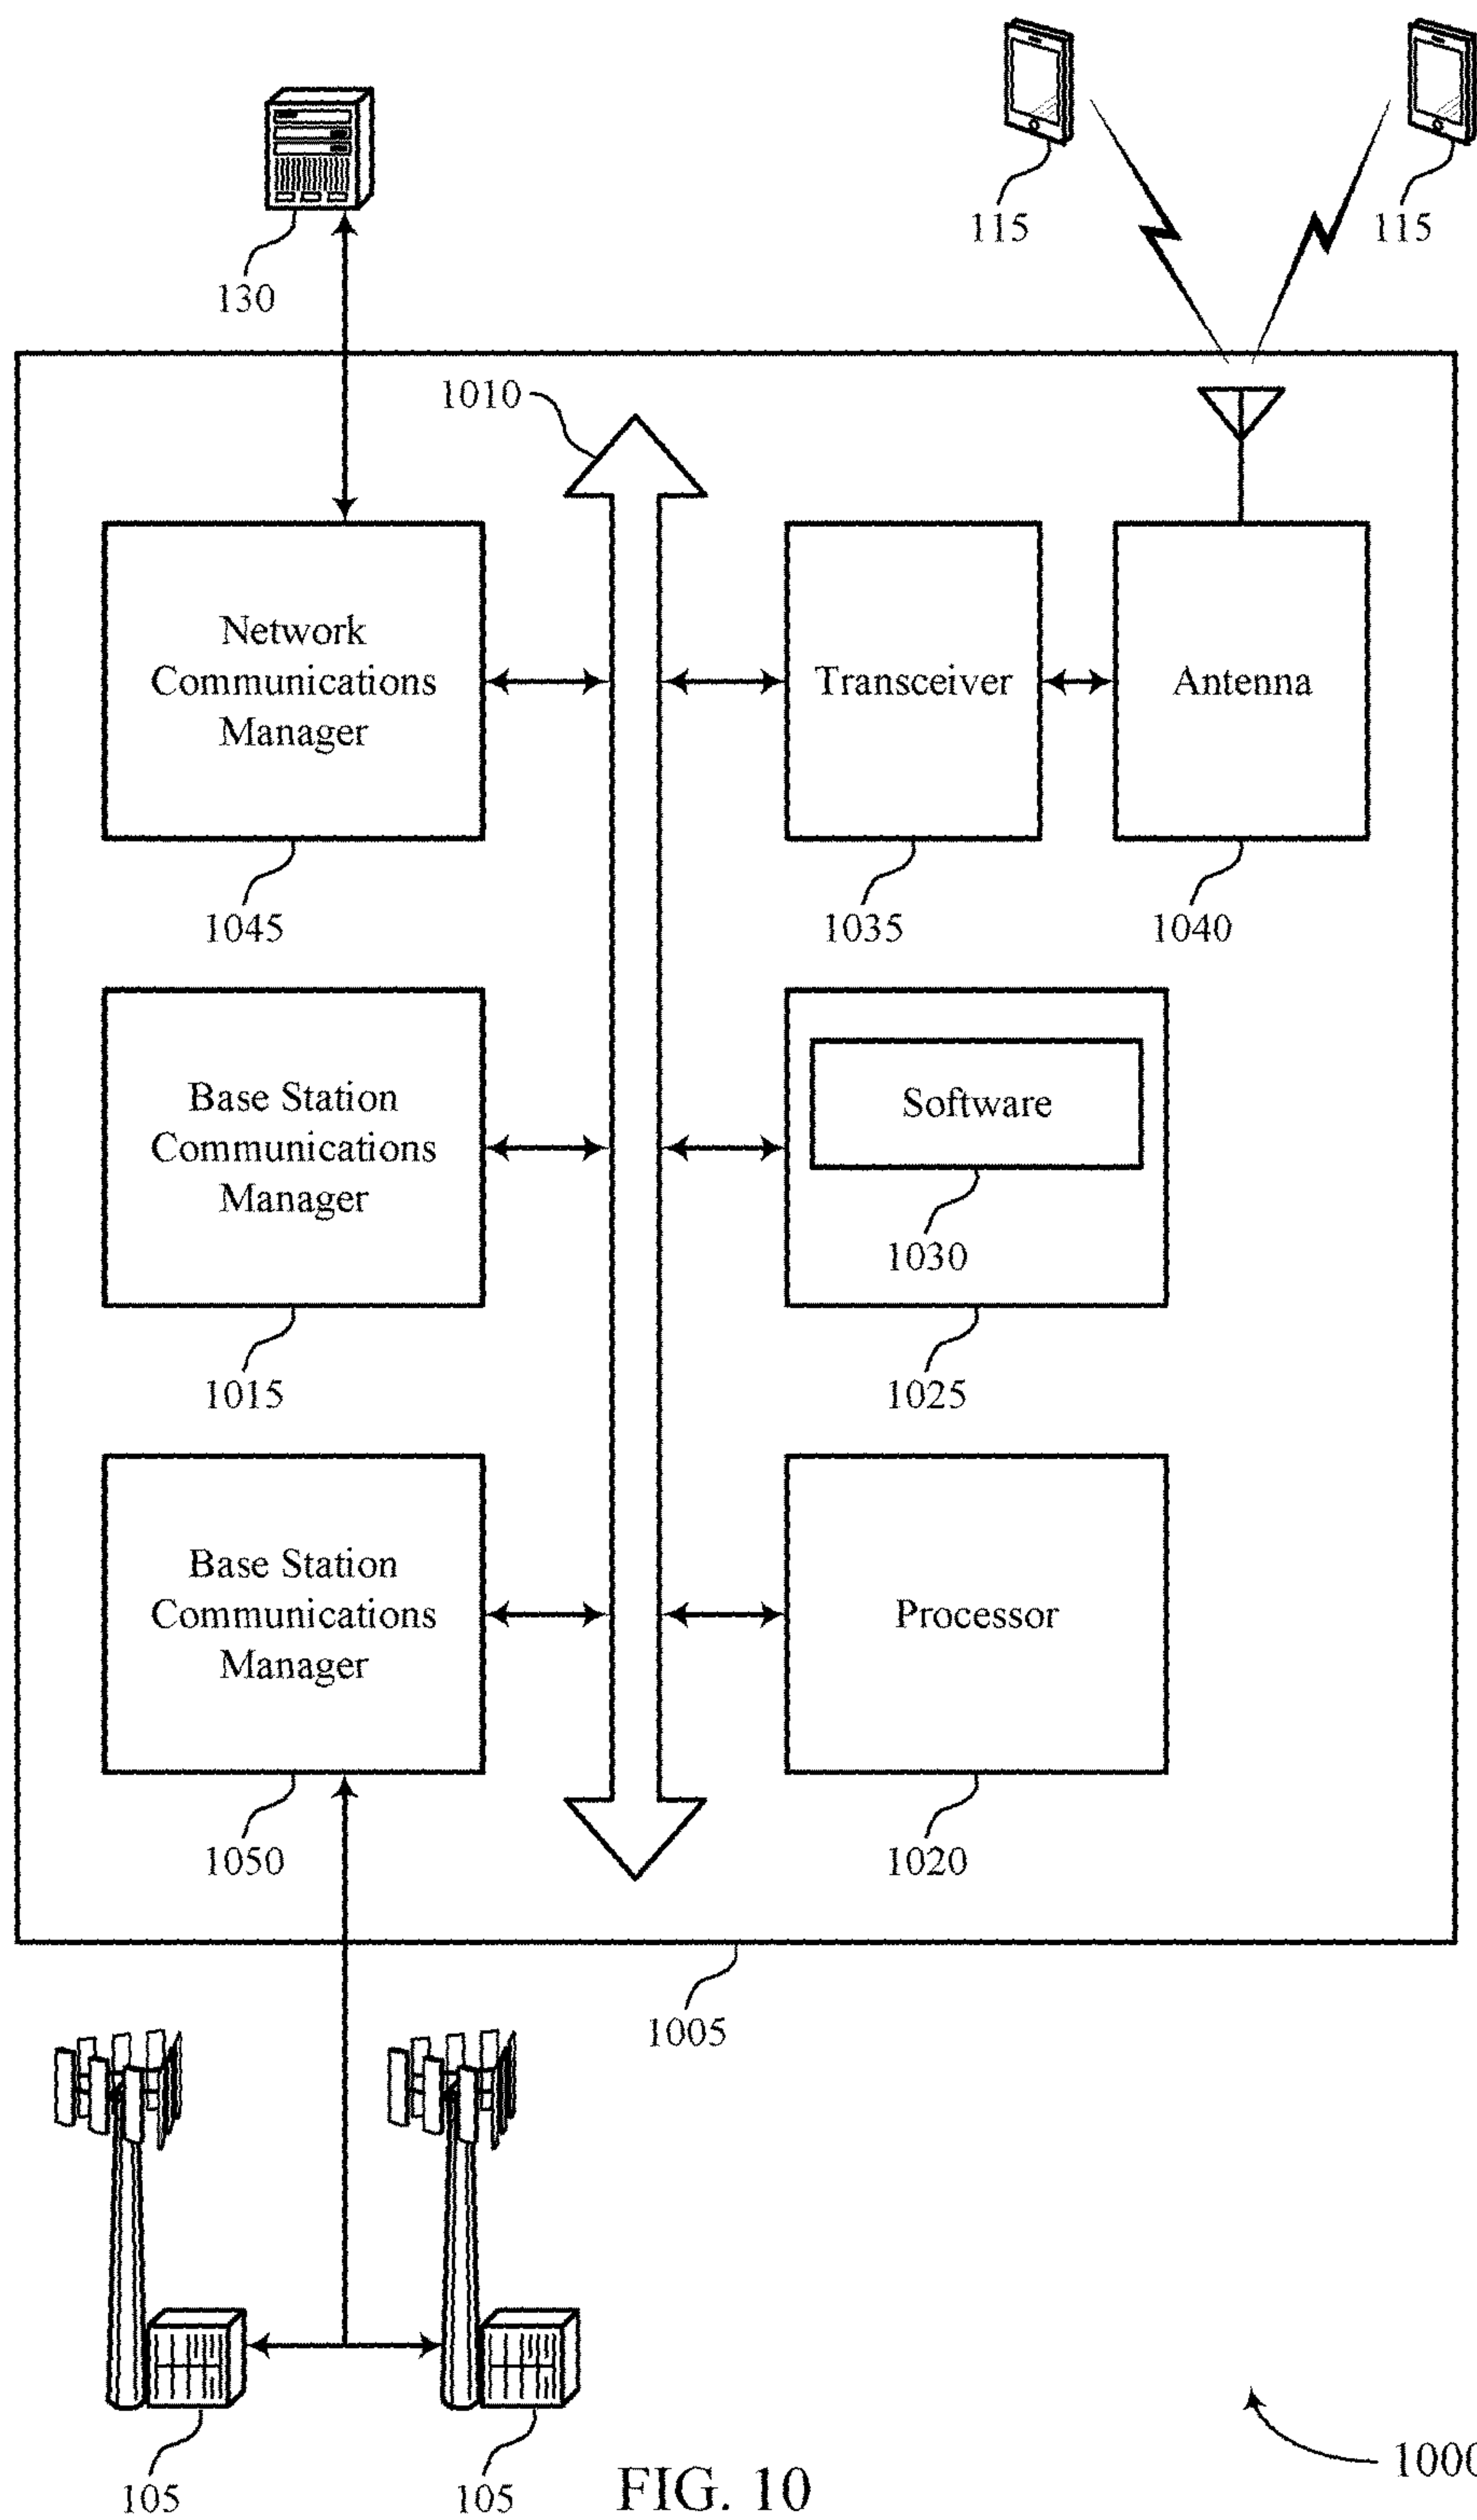 115
115
130
1010
Network
Communications
Manager
Transceiver
Antenna
1045
1035
1040
Base Station
Communications
Manager
Software
1030
1015
1025
Base Station
Communications
Manager
Processor
1050
1020
1005
105
105
FIG. 10
1000